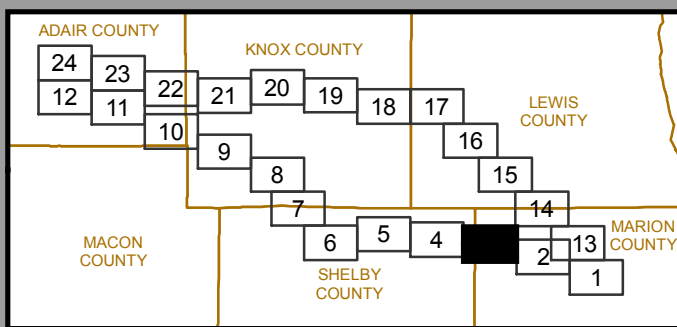 ADAIR COUNTY
KNOX COUNTY
24
23
22
21
20
19
18
17
12
11
10
LEWIS
COUNTY
16
9
15
8
7
14
MARION
COUNTY
6
5
4
13
2
1
MACON
COUNTY
SHELBY
COUNTY